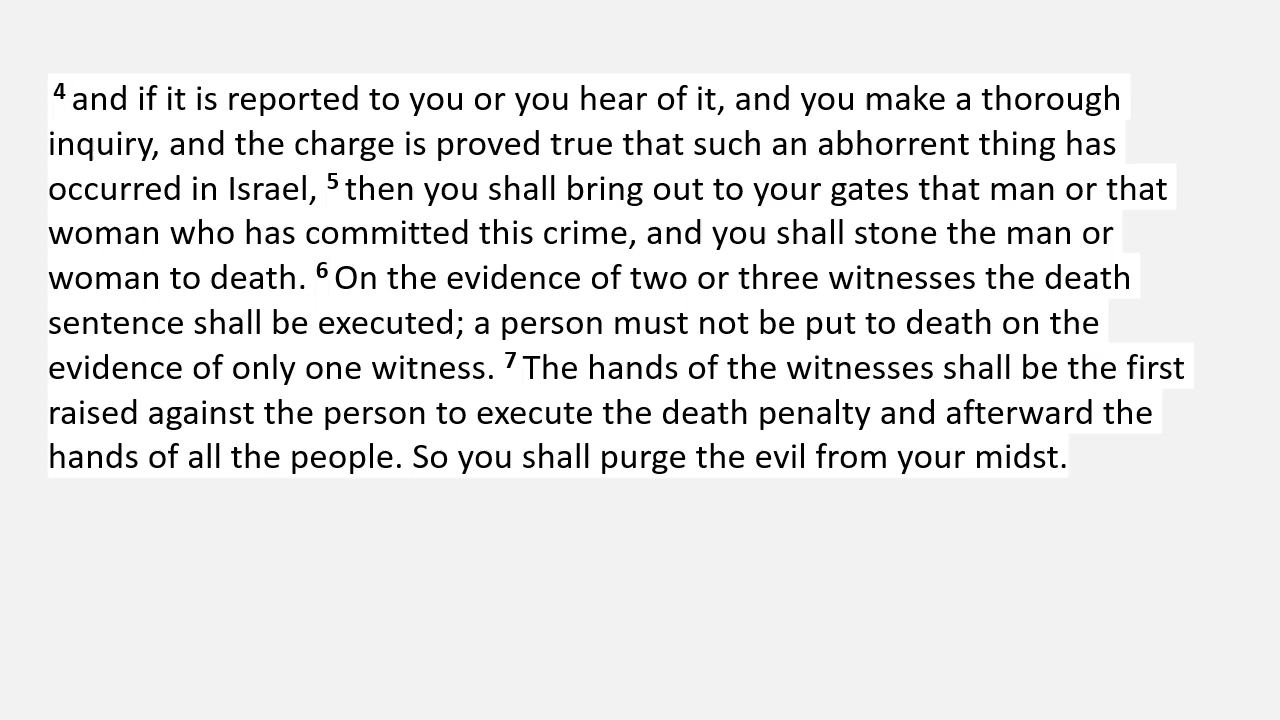 4 and if it is reported to you or you hear of it, and you make a thorough
inquiry, and the charge is proved true that such an abhorrent thing has
occurred in Israel, 5 then you shall bring out to your gates that man or that
woman who has committed this crime, and you shall stone the man or
woman to death. 6 On the evidence of two or three witnesses the death
sentence shall be executed; a person must not be put to death on the
evidence of only one witness. 7 The hands of the witnesses shall be the first
raised against the person to execute the death penalty and afterward the
hands of all the people. So you shall purge the evil from your midst.